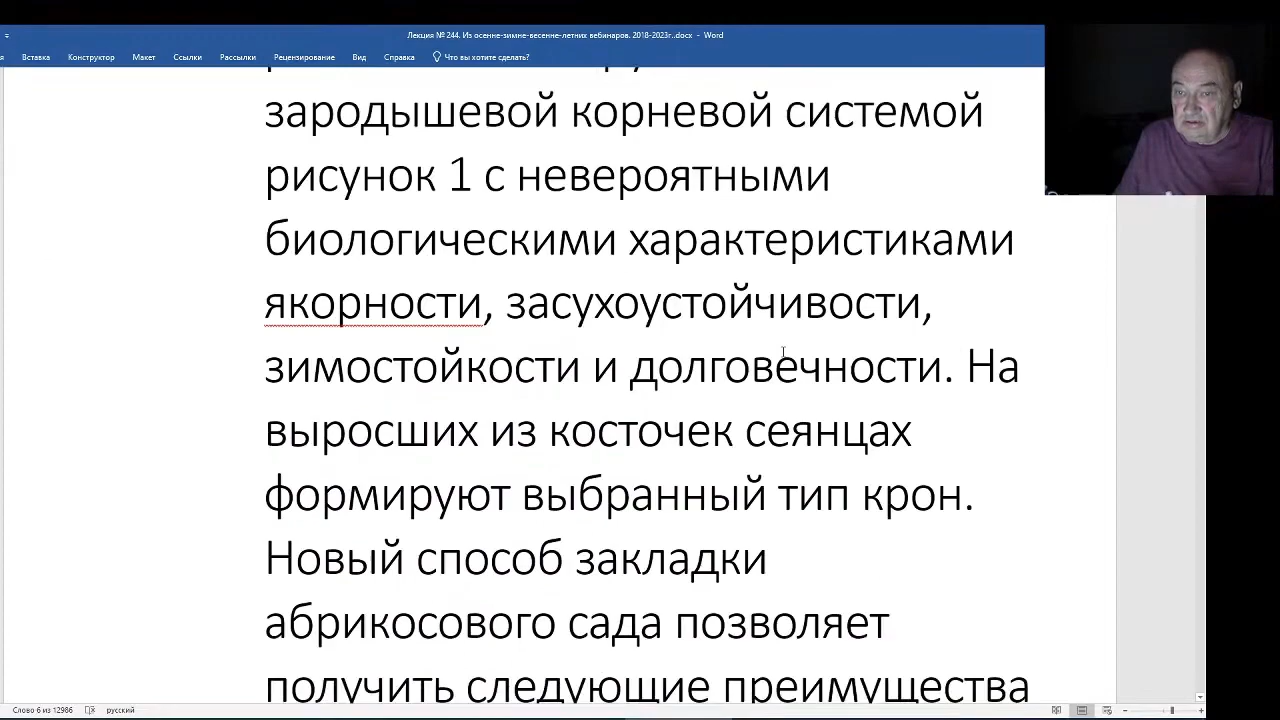 Лекция № 244. Из осенне-зимне-весенне-летних вебинаров. 2018-2023г..docx - Word
Вставка Конструктор Макет Ссылки Рассылки Рецензирование Вид Справка Что вы хотите сделать?
зародышевой корневой системой
рисунок 1 с невероятными
биологическими характеристиками
якорности, засухоустойчивости,
зимостойкости и долговечности. На
выросших из косточек сеянцах
формируют выбранный тип крон.
Новый способ закладки
абрикосового сада позволяет
получить следующие преимущества
Слово 6 из 12986 русский